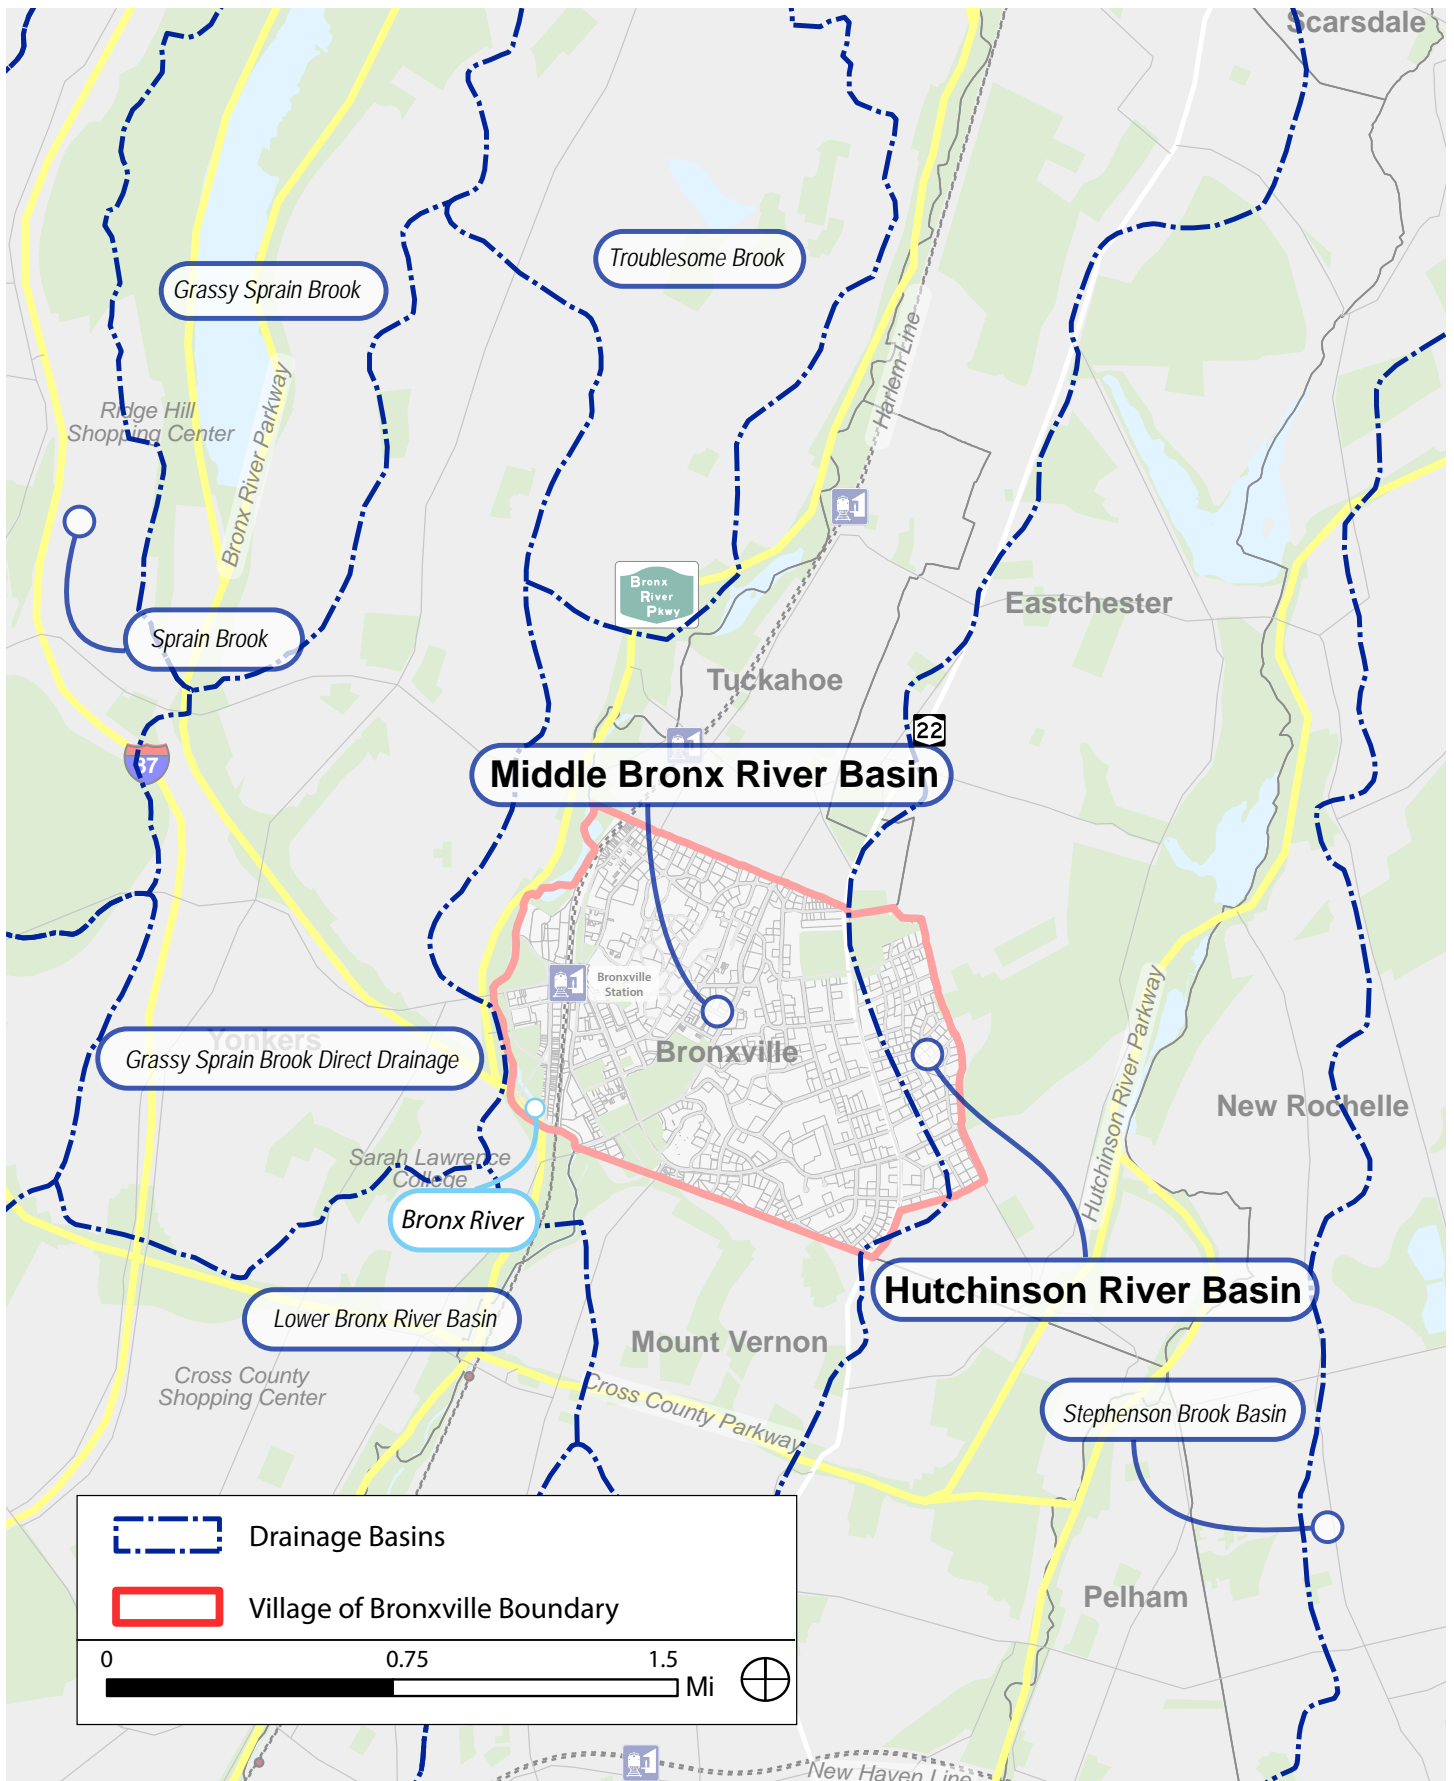 Scarsdale
Troublesome Brook
Grassy Sprain Brook
Harlem Line
Ridge Hill
Shopping Center
Bronx River Parkway
Bronx
River
Pkwy
Eastchester
Sprain Brook
Tuckahoe
22
87
Middle Bronx River Basin
Bronxville
Station
Yonkers
Grassy Sprain Brook Direct Drainage
Bronxville
Hutchinson River Parkway
New Rochelle
Sarah Lawrence
College
Bronx River
Hutchinson River Basin
Lower Bronx River Basin
Mount Vernon
Cross County
Shopping Center
Cross County Parkway
Stephenson Brook Basin
Drainage Basins
Village of Bronxville Boundary
Pelham
0 0.75 1.5
Mi
New Haven Line